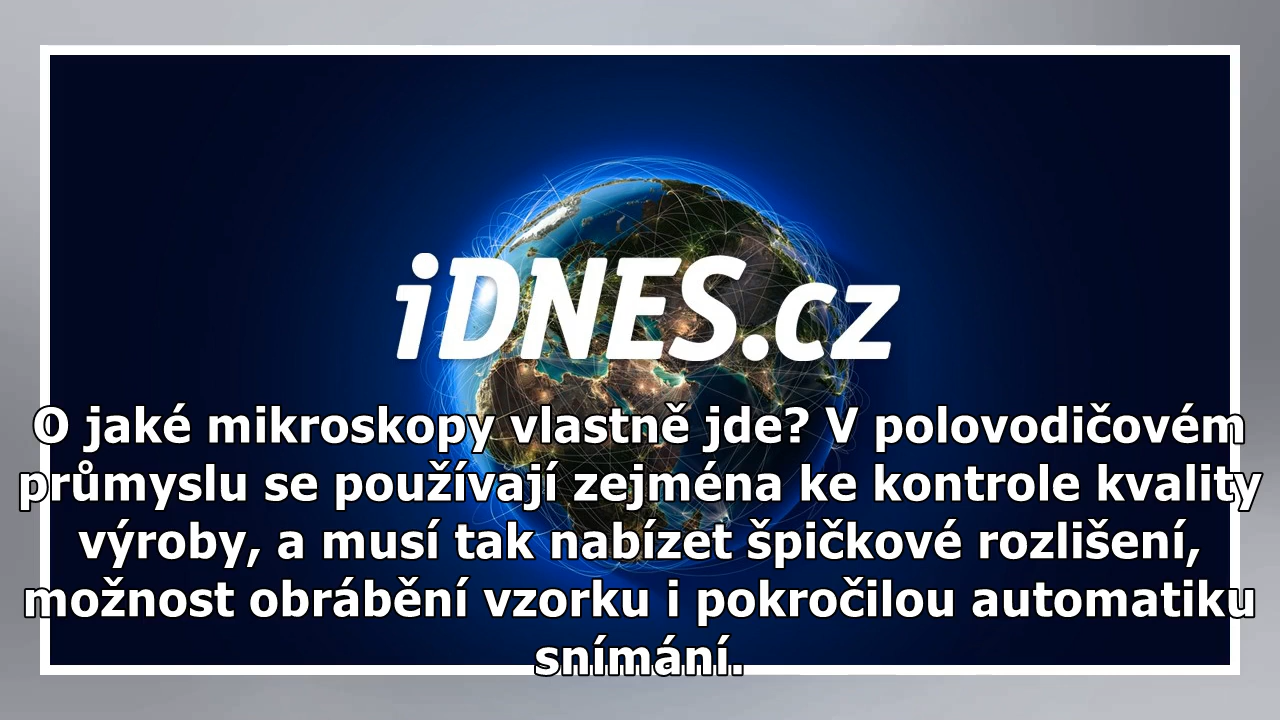 iDNES.cz
O jaké mikroskopy vlastně jde? V polovodičovém
průmyslu se používají zejména ke kontrole kvality
výroby, a musí tak nabízet špičkové rozlišení,
možnost obrábění vzorku i pokročilou automatiku
snímání.